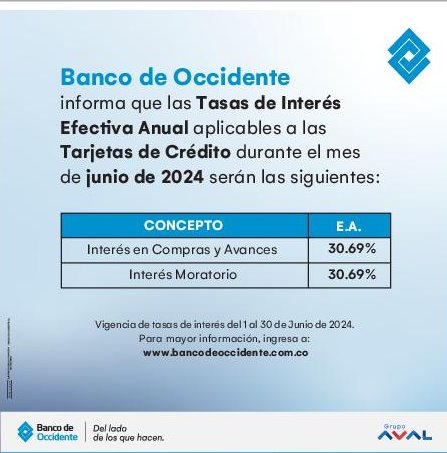 Banco de Occidente
informa que las Tasas de Interés
Efectiva Anual aplicables a las
Tarjetas de Crédito durante el mes
de junio de 2024 serán las siguientes:
CONCEPTO E.A.
Interés en Compras y Avances 30.69%
Interés Moratorio 30.69%
Vigencia de tasas de interés del 1 al 30 de Junio de 2024.
Para mayor información, ingresa a:
www.bancodeoccidente.com.co
Banco de
Occidente
Del lado
de los que hacen.
Grupo
AVAL